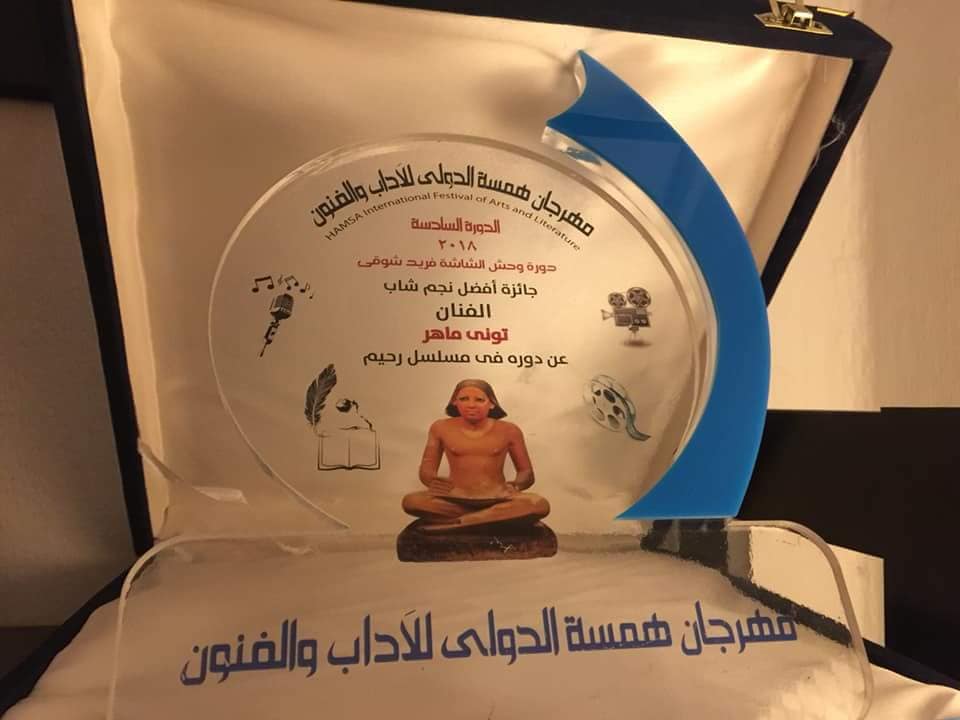 مهرجان همسة الدولى للآداب والفنون
HAMSA International Festival of Arts and Literature
الدورة السادسة
٢٠١٨
دورة وحش الشاشة فريد شوقى
جائزة أفضل نجم شاب
الفنان
تونى ماهر
عن دوره فى مسلسل رحيم
مهرجان همسة الدولى للآداب والفنون